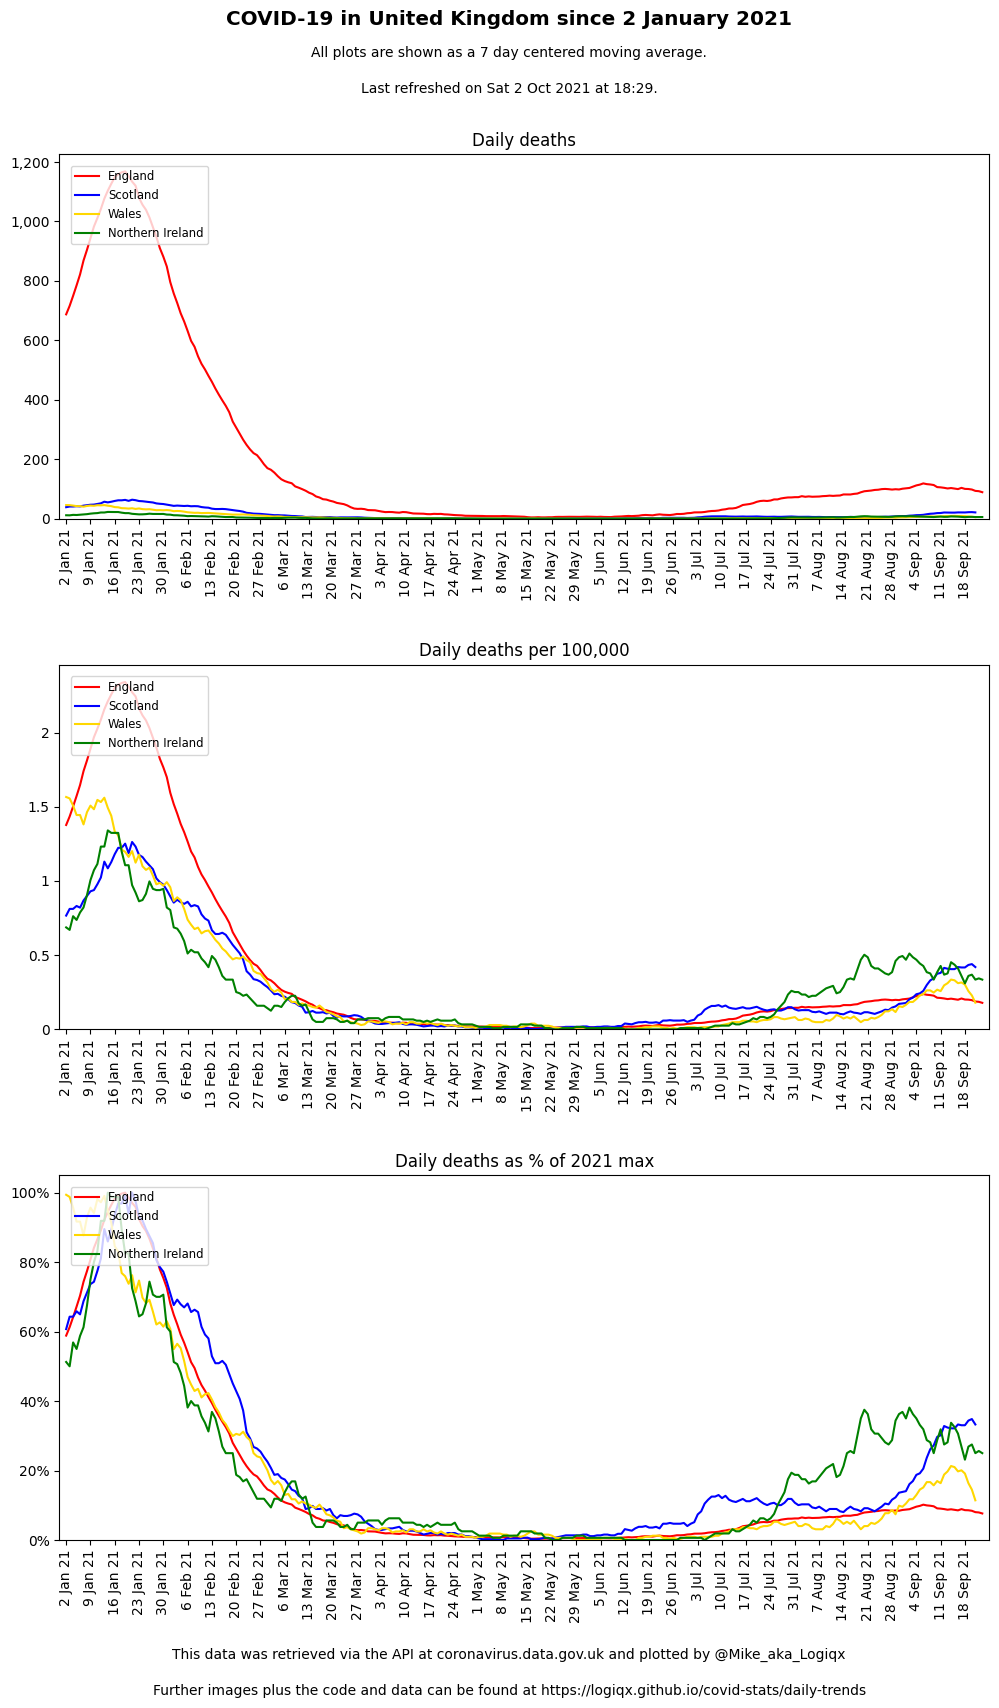 COVID-19 in United Kingdom since 2 January 2021
All plots are shown as a 7 day centered moving average.
Last refreshed on Sat 2 Oct 2021 at 18:29.
Daily deaths
1,200
1,000
800
600
400
200
0
England
Scotland
Wales
Northern Ireland
2 Jan 21
9 Jan 21
16 Jan 21
23 Jan 21
30 Jan 21
6 Feb 21
13 Feb 21
20 Feb 21
27 Feb 21
6 Mar 21
13 Mar 21
20 Mar 21
27 Mar 21
3 Apr 21
10 Apr 21
17 Apr 21
24 Apr 21
1 May 21
8 May 21
15 May 21
22 May 21
29 May 21
5 Jun 21
12 Jun 21
19 Jun 21
26 Jun 21
3 Jul 21
10 Jul 21
17 Jul 21
24 Jul 21
31 Jul 21
7 Aug 21
14 Aug 21
21 Aug 21
28 Aug 21
4 Sep 21
11 Sep 21
18 Sep 21
Daily deaths per 100,000
2
1.5
1
0.5
0
England
Scotland
Wales
Northern Ireland
2 Jan 21
9 Jan 21
16 Jan 21
23 Jan 21
30 Jan 21
6 Feb 21
13 Feb 21
20 Feb 21
27 Feb 21
6 Mar 21
13 Mar 21
20 Mar 21
27 Mar 21
3 Apr 21
10 Apr 21
17 Apr 21
24 Apr 21
1 May 21
8 May 21
15 May 21
22 May 21
29 May 21
5 Jun 21
12 Jun 21
19 Jun 21
26 Jun 21
3 Jul 21
10 Jul 21
17 Jul 21
24 Jul 21
31 Jul 21
7 Aug 21
14 Aug 21
21 Aug 21
28 Aug 21
4 Sep 21
11 Sep 21
18 Sep 21
Daily deaths as % of 2021 max
100%
80%
60%
40%
20%
0%
England
Scotland
Wales
Northern Ireland
2 Jan 21
9 Jan 21
16 Jan 21
23 Jan 21
30 Jan 21
6 Feb 21
13 Feb 21
20 Feb 21
27 Feb 21
6 Mar 21
13 Mar 21
20 Mar 21
27 Mar 21
3 Apr 21
10 Apr 21
17 Apr 21
24 Apr 21
1 May 21
8 May 21
15 May 21
22 May 21
29 May 21
5 Jun 21
12 Jun 21
19 Jun 21
26 Jun 21
3 Jul 21
10 Jul 21
17 Jul 21
24 Jul 21
31 Jul 21
7 Aug 21
14 Aug 21
21 Aug 21
28 Aug 21
4 Sep 21
11 Sep 21
18 Sep 21
This data was retrieved via the API at coronavirus.data.gov.uk and plotted by @Mike_aka_Logiqx
Further images plus the code and data can be found at https://logiqx.github.io/covid-stats/daily-trends